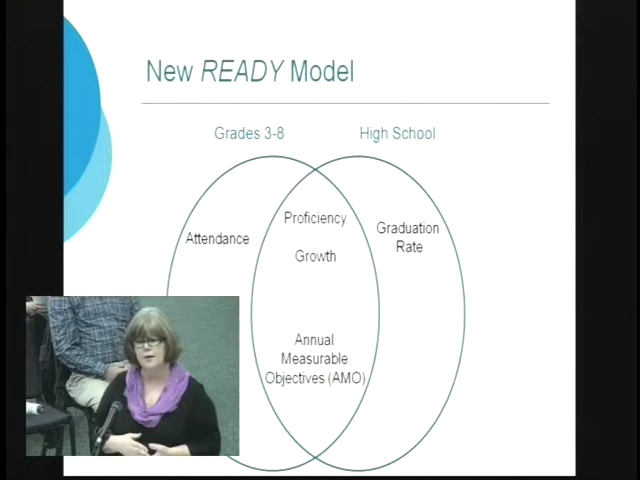 New READY Model
Grades 3-8
High School
Attendance
Proficiency
Growth
Graduation
Rate
Annual
Measurable
Objectives (AMO)